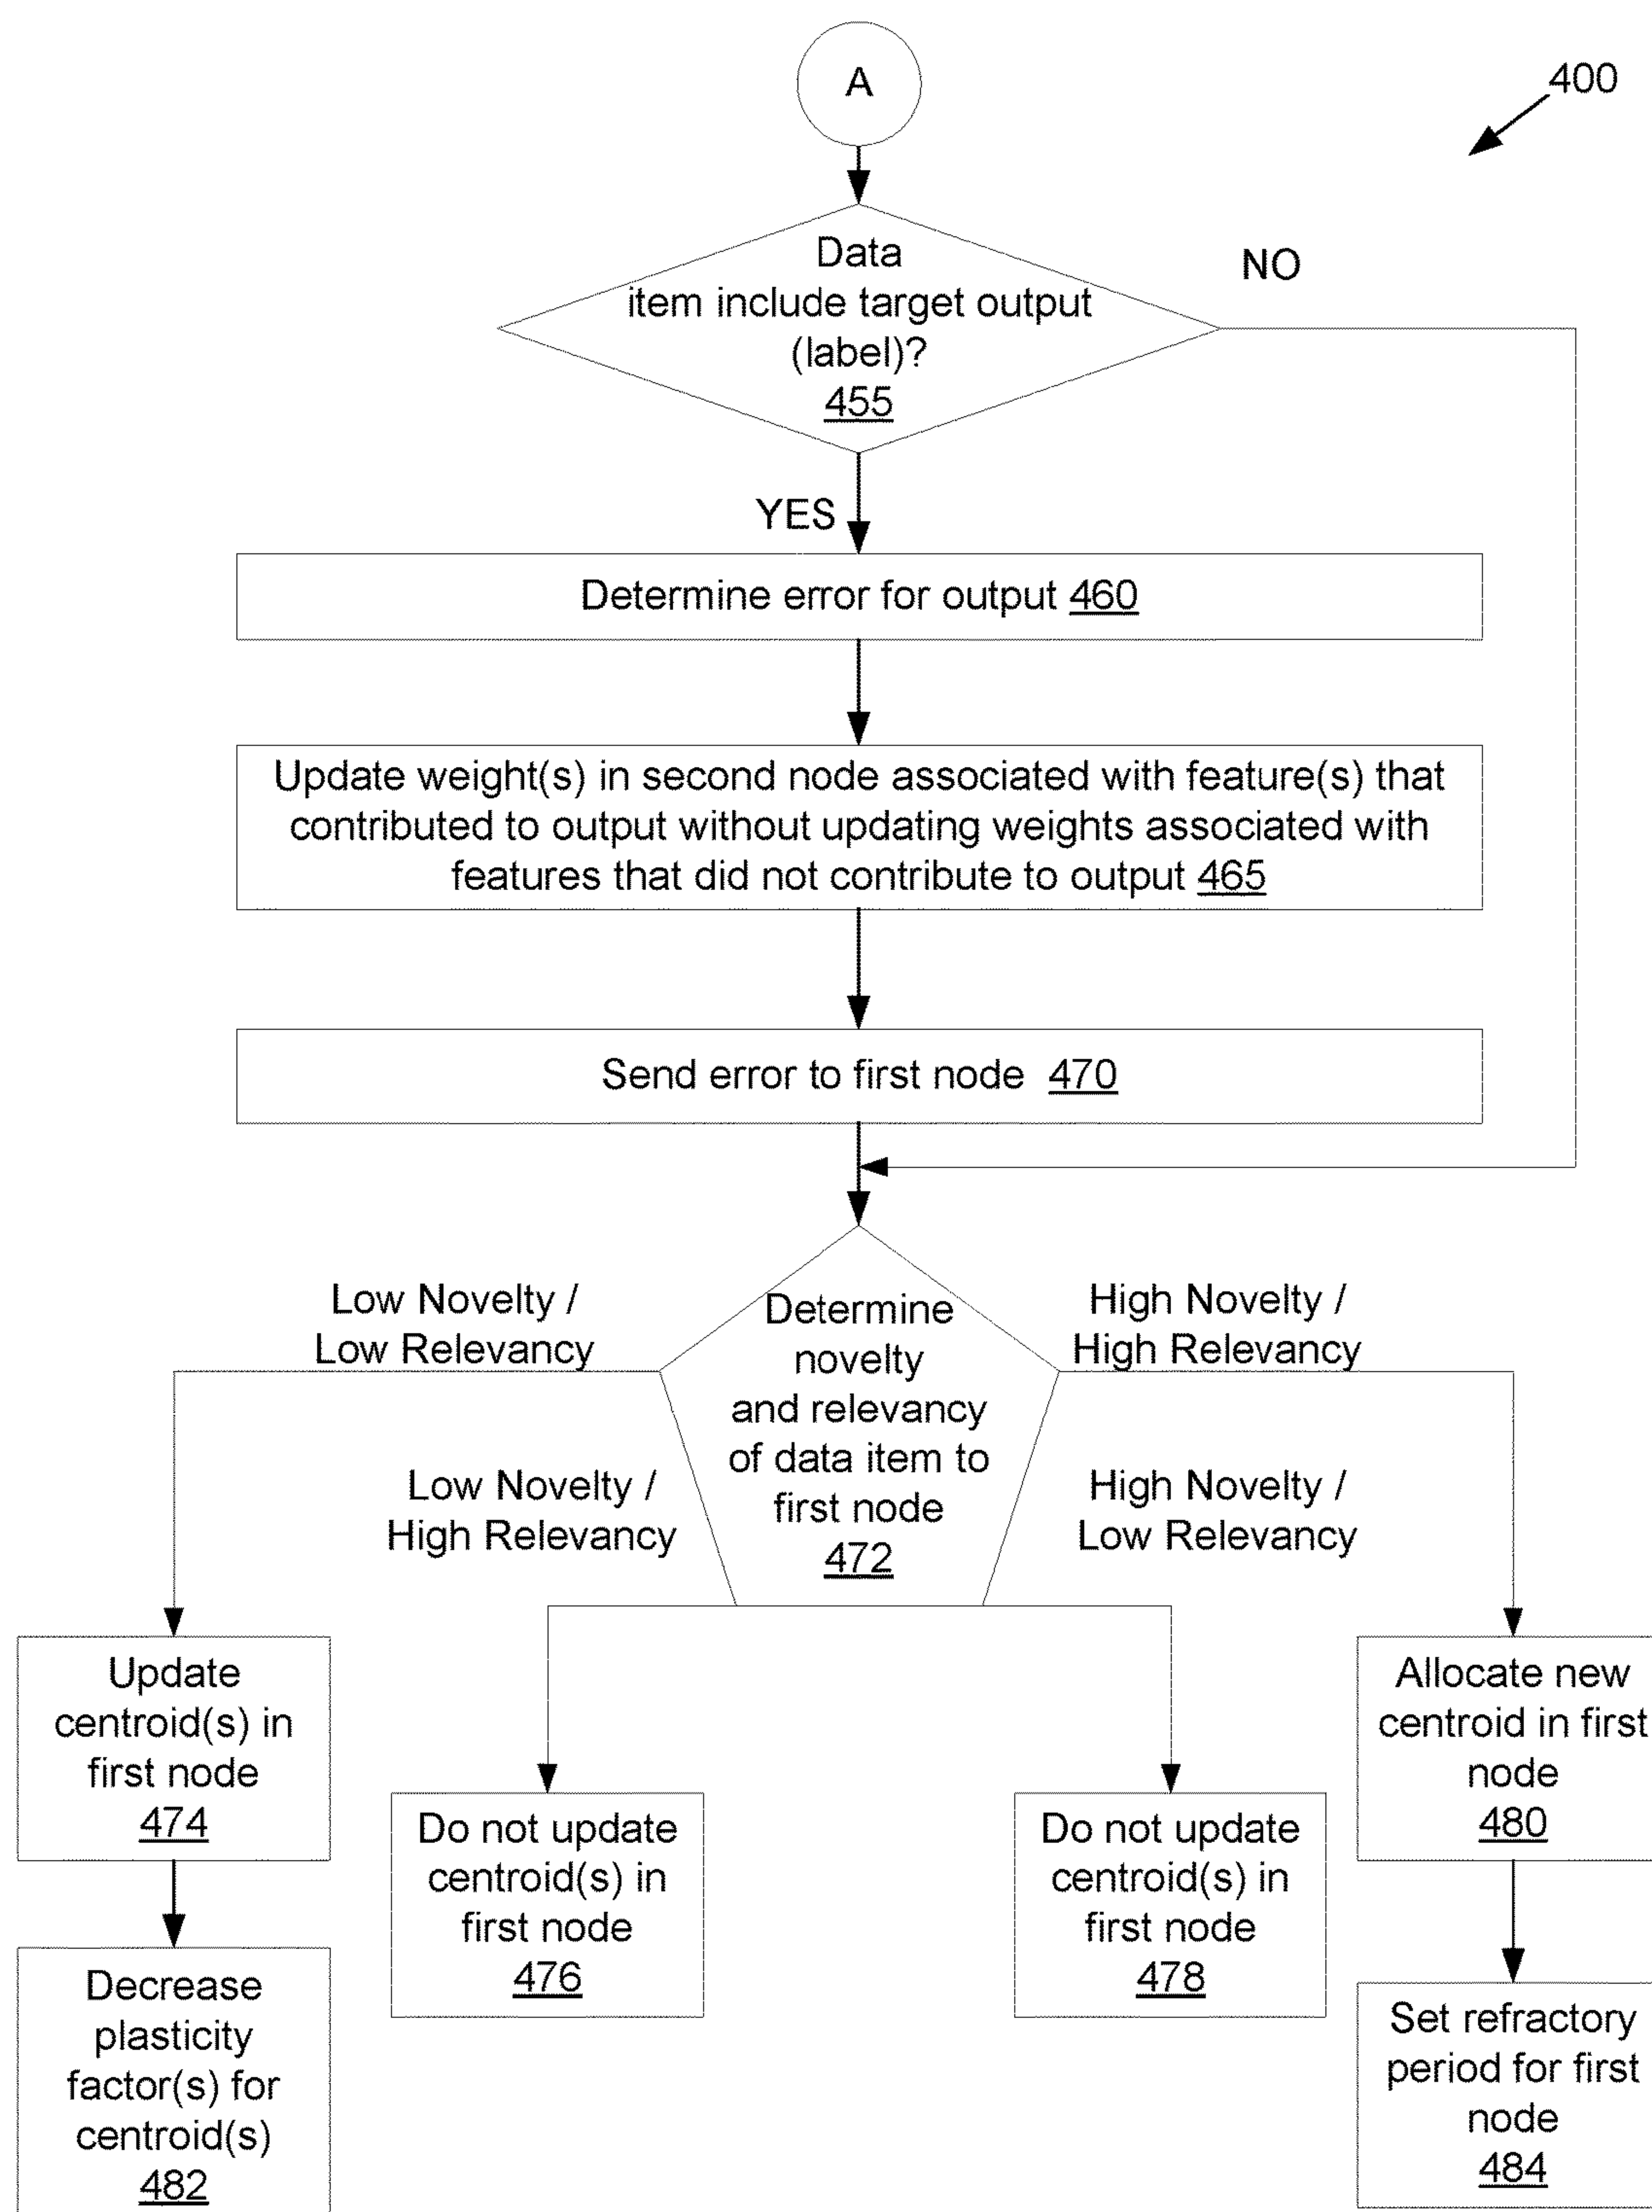 A
400
Data
item include target output
(label)?
455
NO
YES
Determine error for output 460
Update weight(s) in second node associated with feature(s) that
contributed to output without updating weights associated with
features that did not contribute to output 465
Send error to first node 470
Low Novelty /
Low Relevancy
Determine
novelty
and relevancy
of data item to
first node
472
High Novelty /
High Relevancy
Low Novelty /
High Relevancy
High Novelty /
Low Relevancy
Update
centroid(s) in
first node
474
Do not update
centroid(s) in
first node
476
Do not update
centroid(s) in
first node
478
Allocate new
centroid in first
node
480
Decrease
plasticity
factor(s) for
centroid(s)
482
Set refractory
period for first
node
484